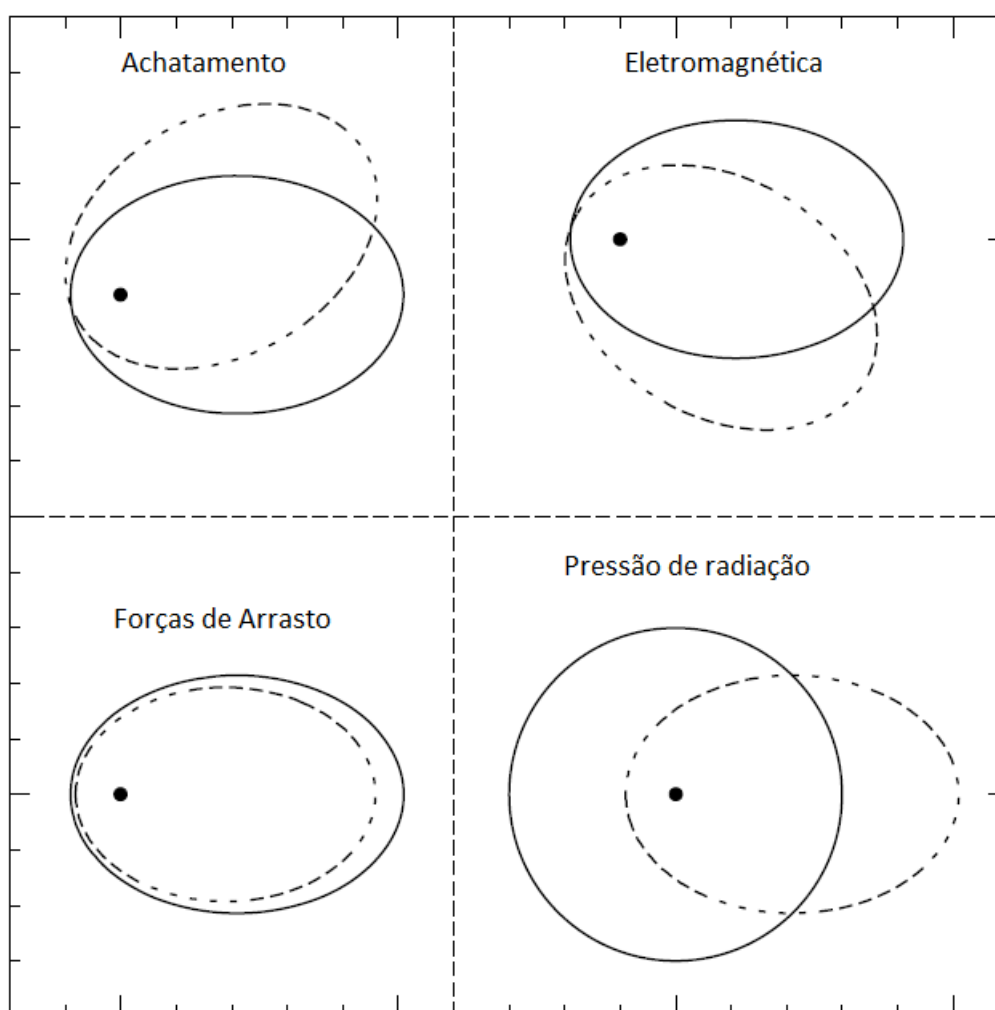 Achatamento
Eletromagnética
Forças de Arrasto
Pressão de radiação